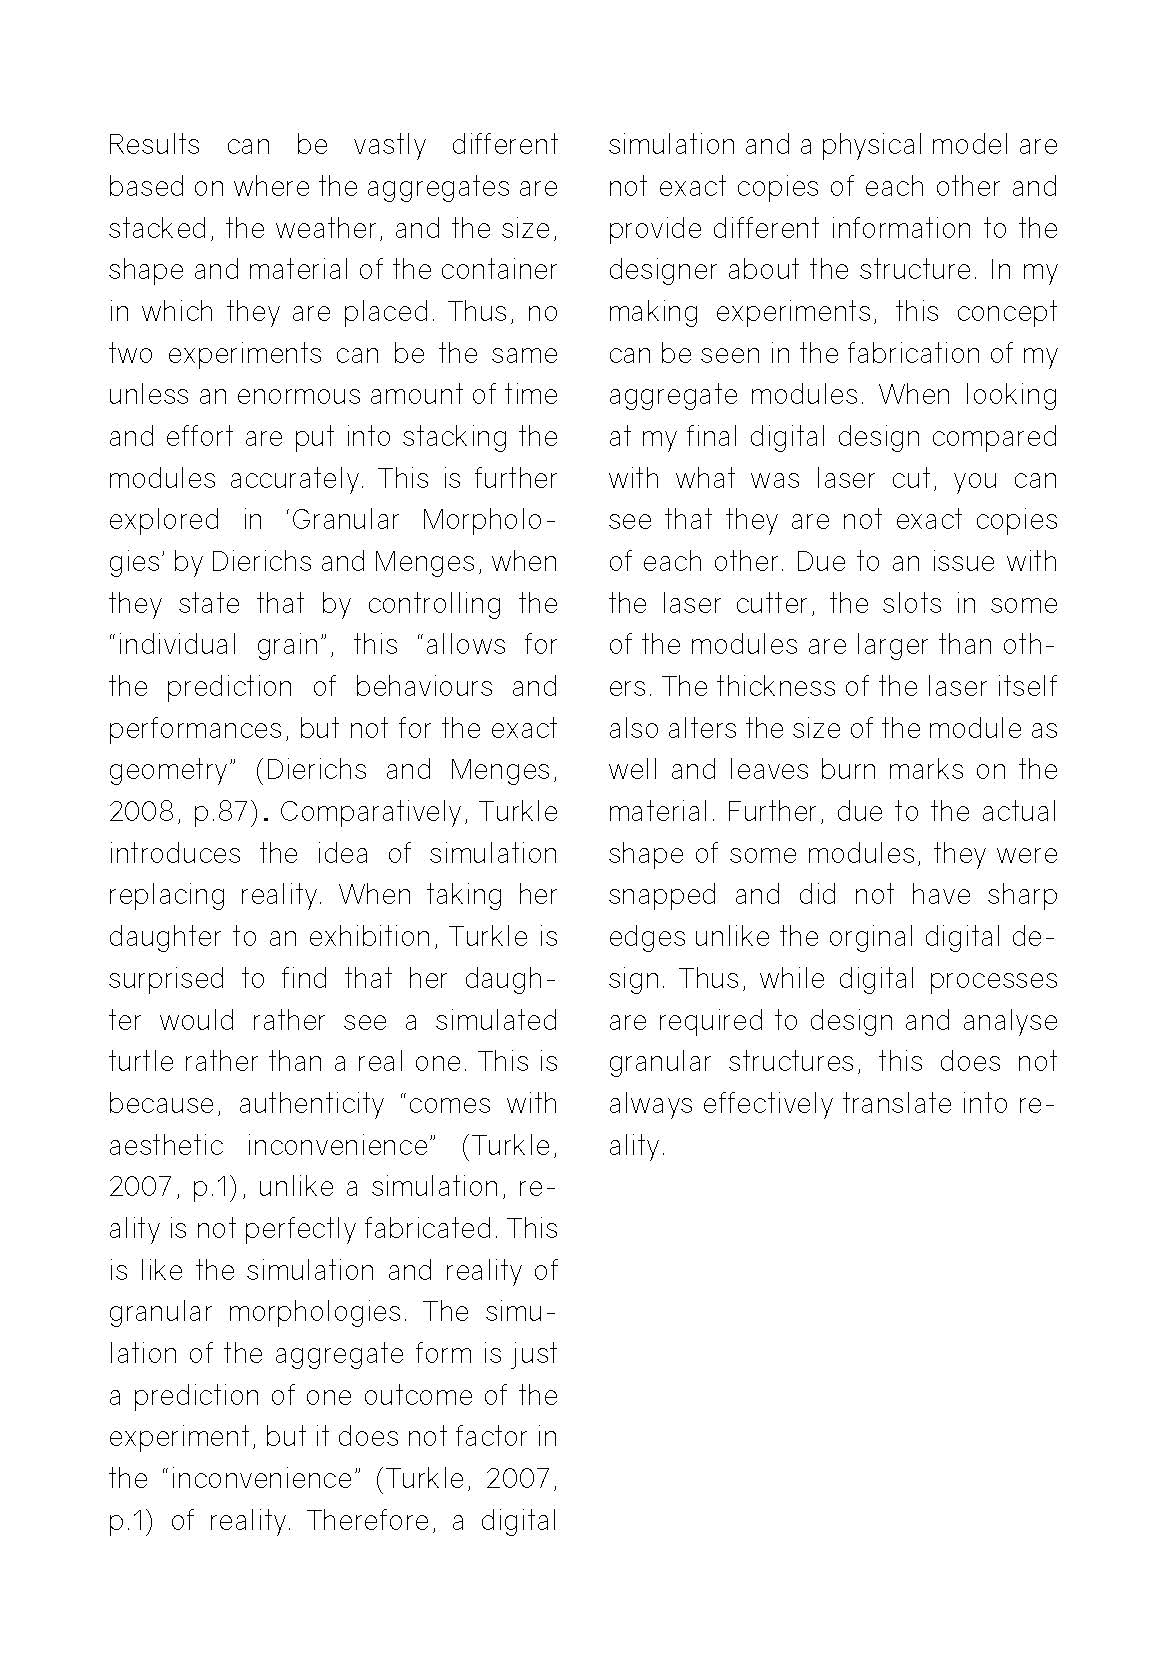 Results can be vastly different
based on where the aggregates are
stacked, the weather, and the size,
shape and material of the container
in which they are placed. Thus, no
two experiments can be the same
unless an enormous amount of time
and effort are put into stacking the
modules accurately. This is further
explored in ‘Granular Morpholo-
gies’ by Dierichs and Menges, when
they state that by controlling the
“individual grain”, this “allows for
the prediction of behaviours and
performances, but not for the exact
geometry” (Dierichs and Menges,
2008, p.87). Comparatively, Turkle
introduces the idea of simulation
replacing reality. When taking her
daughter to an exhibition, Turkle is
surprised to find that her daugh-
ter would rather see a simulated
turtle rather than a real one. This is
because, authenticity “comes with
aesthetic inconvenience” (Turkle,
2007, p.1), unlike a simulation, re-
ality is not perfectly fabricated. This
is like the simulation and reality of
granular morphologies. The simu-
lation of the aggregate form is just
a prediction of one outcome of the
experiment, but it does not factor in
the “inconvenience” (Turkle, 2007,
p.1) of reality. Therefore, a digital
simulation and a physical model are
not exact copies of each other and
provide different information to the
designer about the structure. In my
making experiments, this concept
can be seen in the fabrication of my
aggregate modules. When looking
at my final digital design compared
with what was laser cut, you can
see that they are not exact copies
of each other. Due to an issue with
the laser cutter, the slots in some
of the modules are larger than oth-
ers. The thickness of the laser itself
also alters the size of the module as
well and leaves burn marks on the
material. Further, due to the actual
shape of some modules, they were
snapped and did not have sharp
edges unlike the orginal digital de-
sign. Thus, while digital processes
are required to design and analyse
granular structures, this does not
always effectively translate into re-
ality.